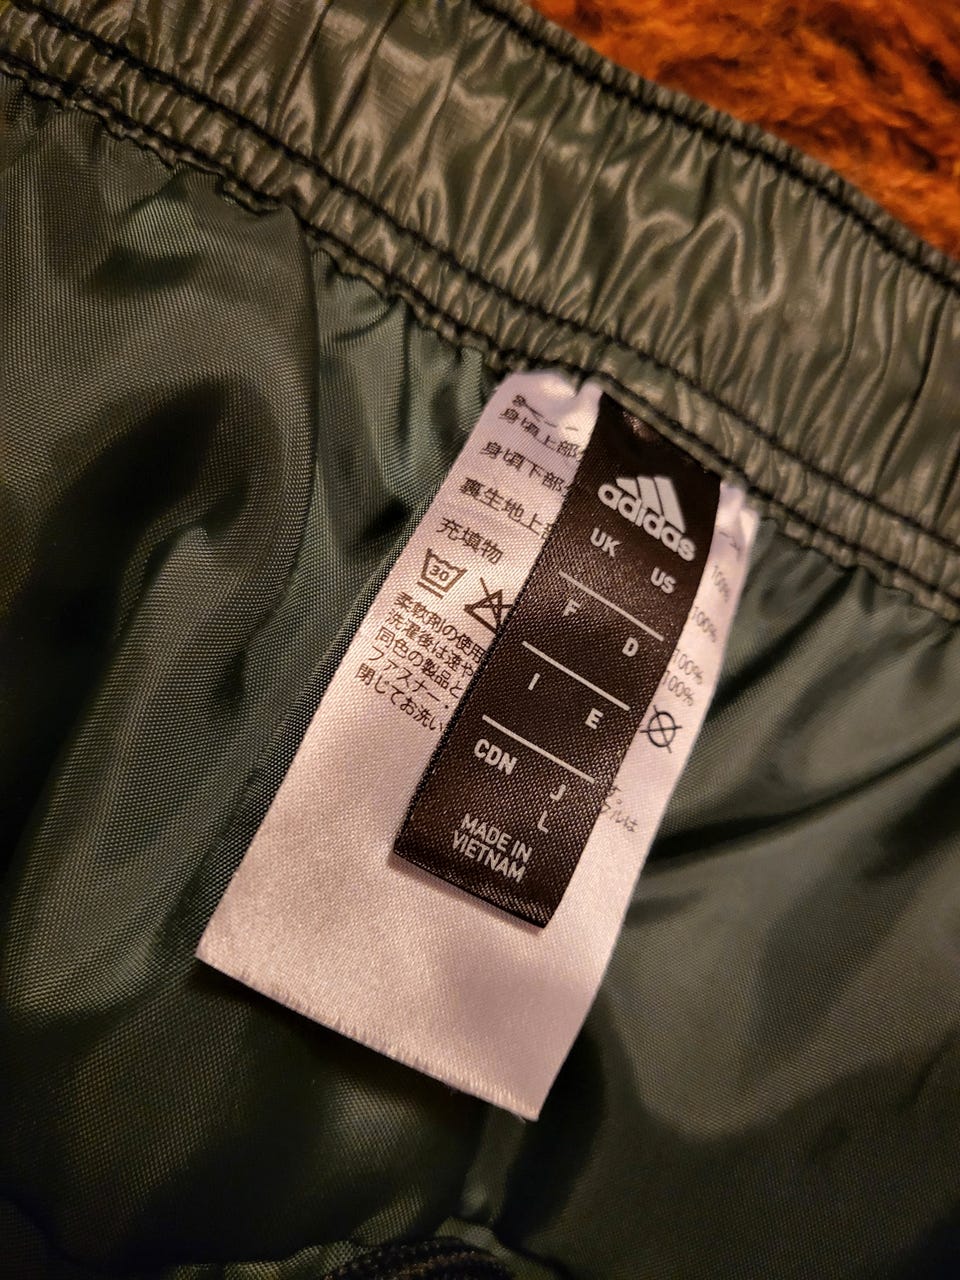 身頃上部
身頃下部
裏生地上部
充填物
30
柔軟剤の使用
洗濯後は速や
同色の製品と
ファスナー・
閉じてお洗い
adidas
UK
US
F
D
I
E
CDN
J
L
MADE IN
VIETNAM
100%
100%
100%
100%